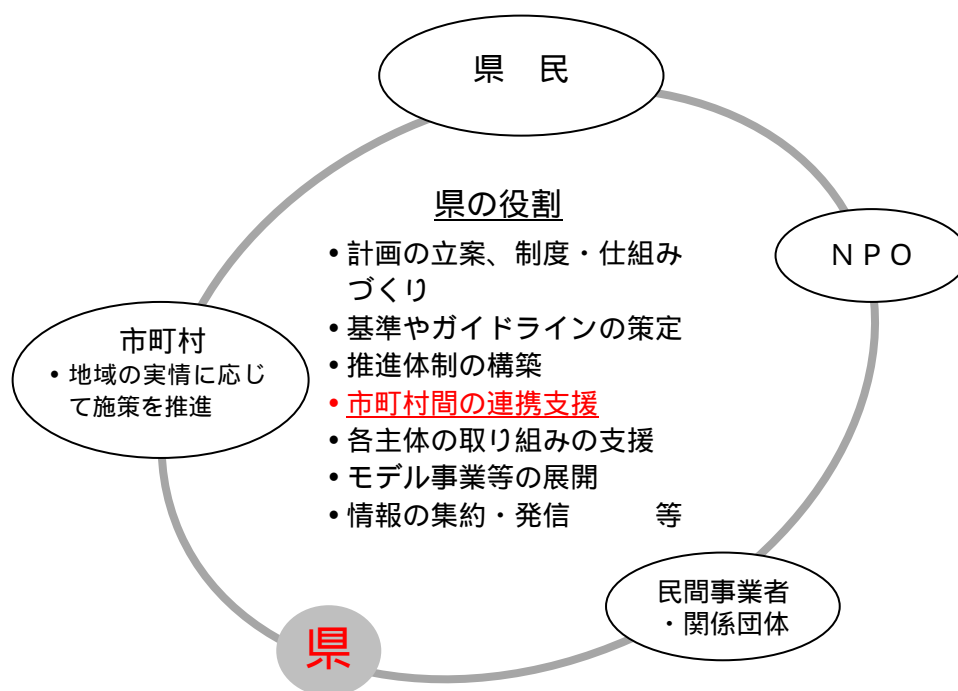 県　民
ＮＰＯ
県の役割
• 計画の立案、制度・仕組み
づくり
• 基準やガイドラインの策定
• 推進体制の構築
• 市町村間の連携支援
• 各主体の取り組みの支援
• モデル事業等の展開
• 情報の集約・発信　　　等
市町村
• 地域の実情に応じ
て施策を推進
民間事業者
・関係団体
県